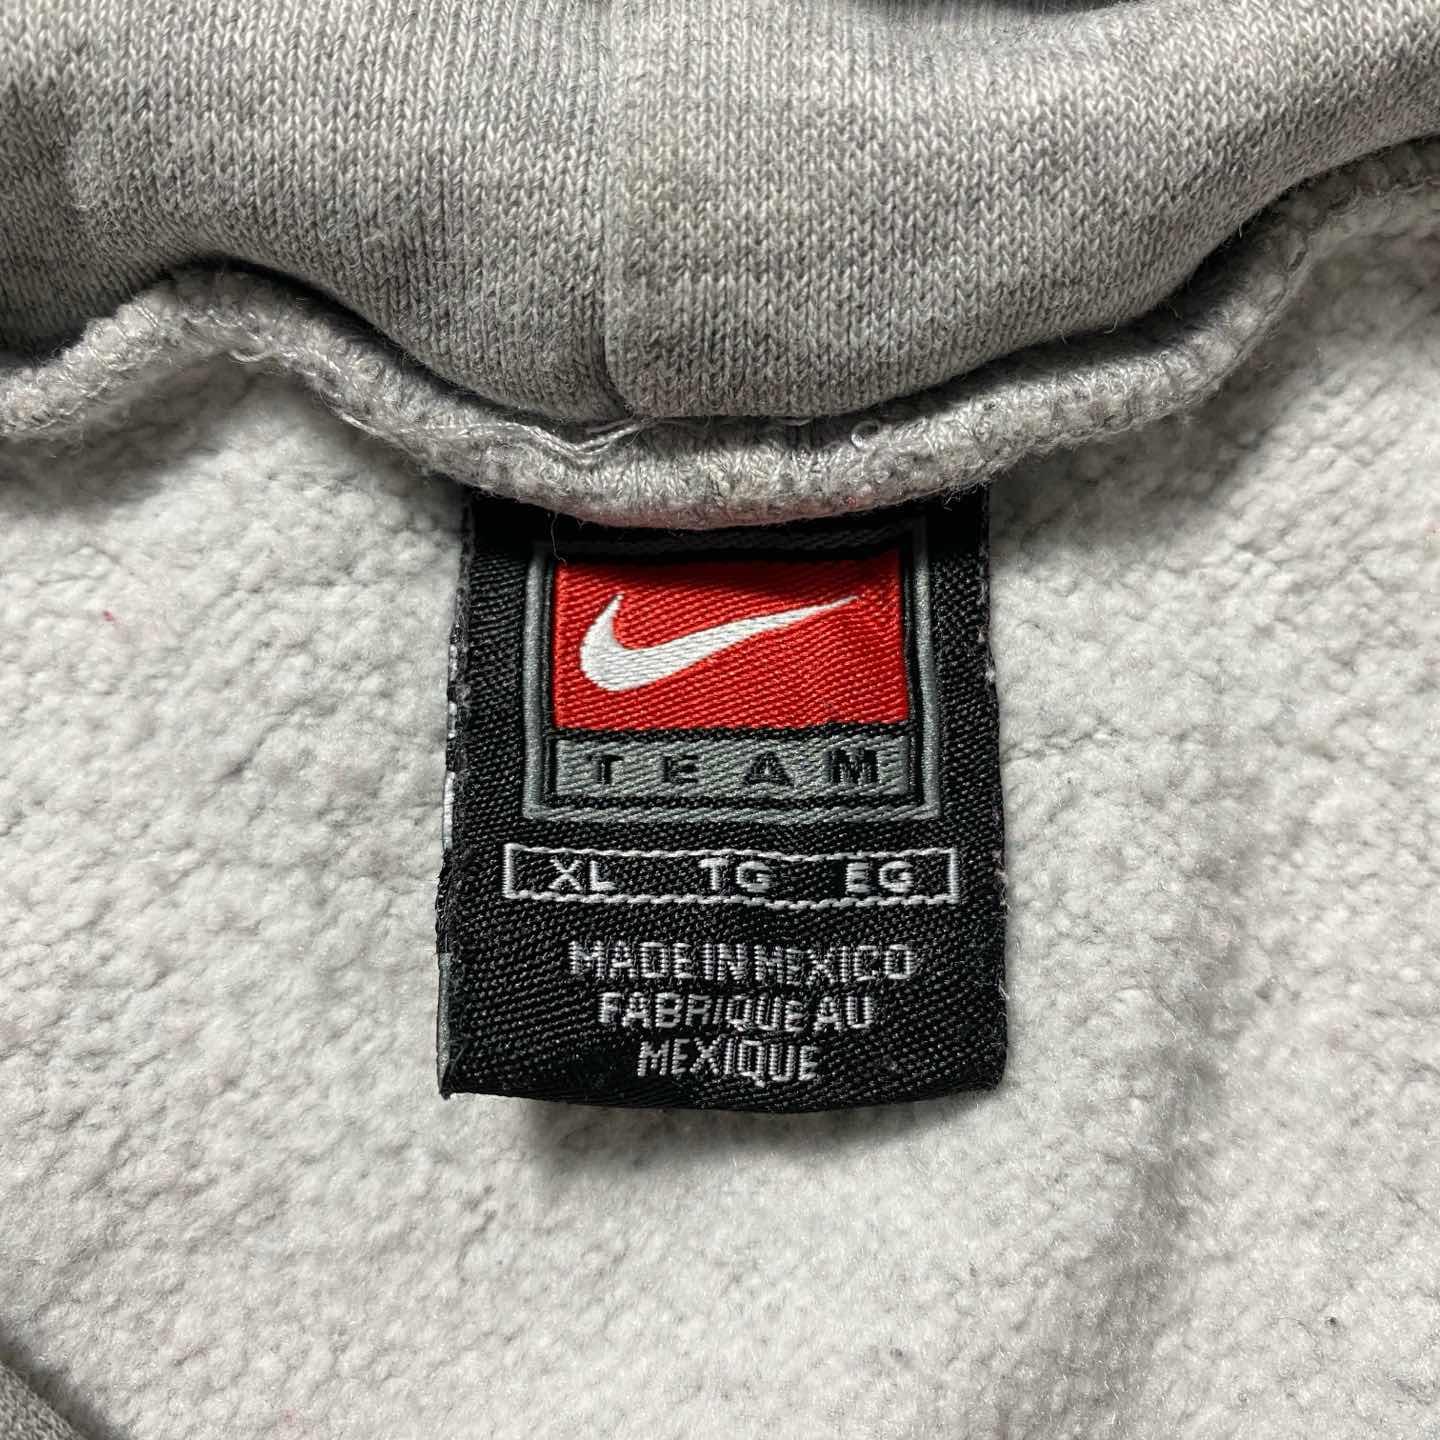 TEAM
XL TG EG
MADE IN MEXICO
FABRIQUE AU
MEXIQUE